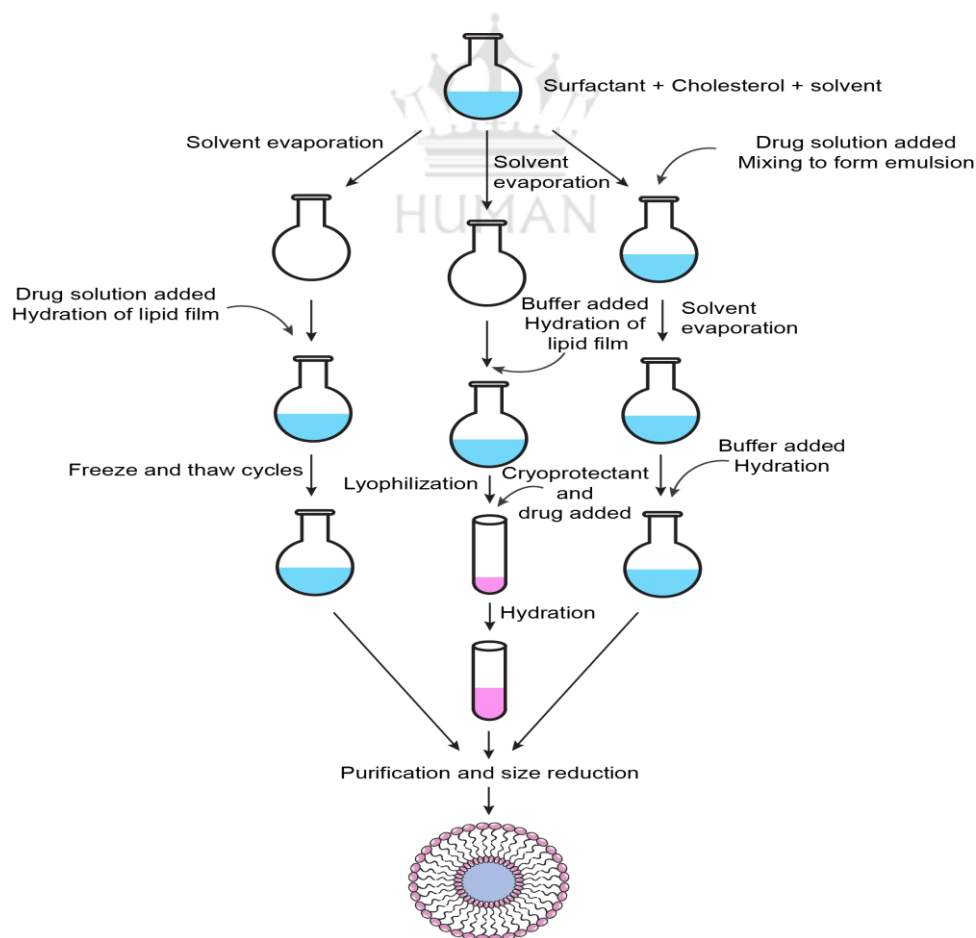 Surfactant + Cholesterol + solvent
Solvent evaporation
Solvent
evaporation
Drug solution added
Mixing to form emulsion
HUMAN
Drug solution added
Hydration of lipid film
Buffer added
Hydration of
lipid film
Solvent
evaporation
Freeze and thaw cycles
Lyophilization
Cryoprotectant
and
drug added
Buffer added
Hydration
Hydration
Purification and size reduction